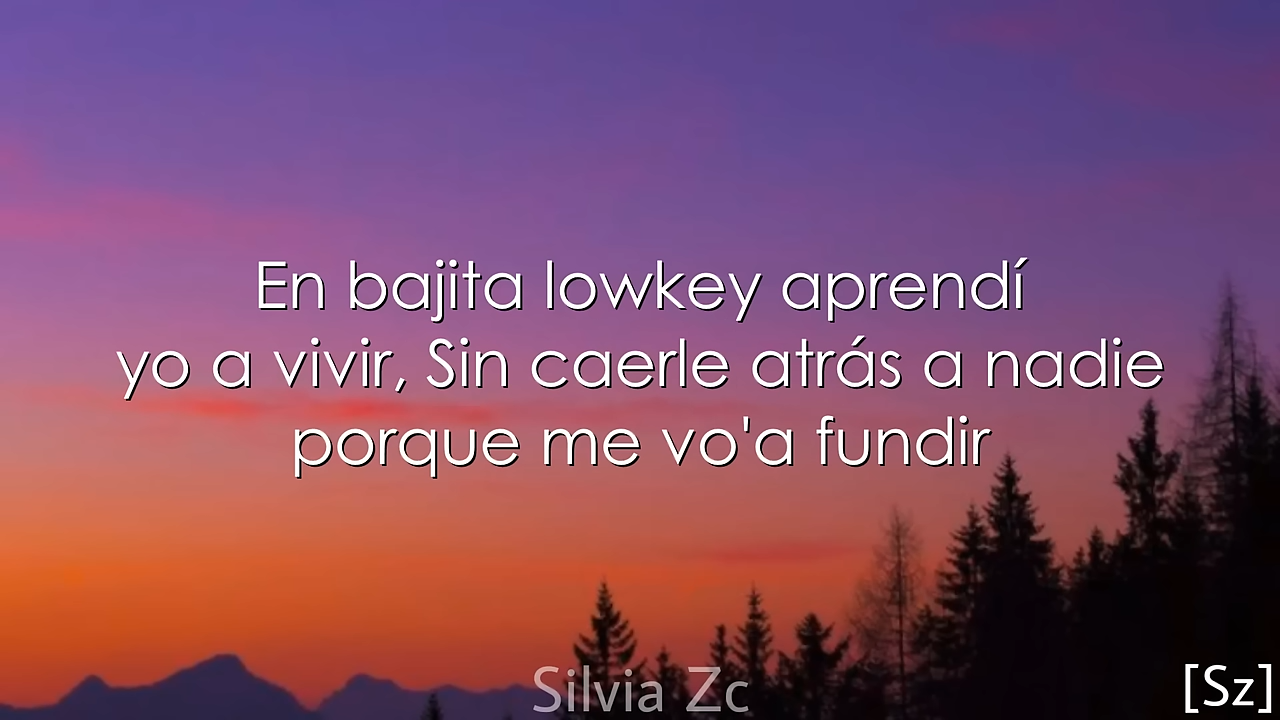 En bajita lowkey aprendí
yo a vivir, Sin caerle atrás a nadie
porque me vo'a fundir
Silvia Zc
[Sz]